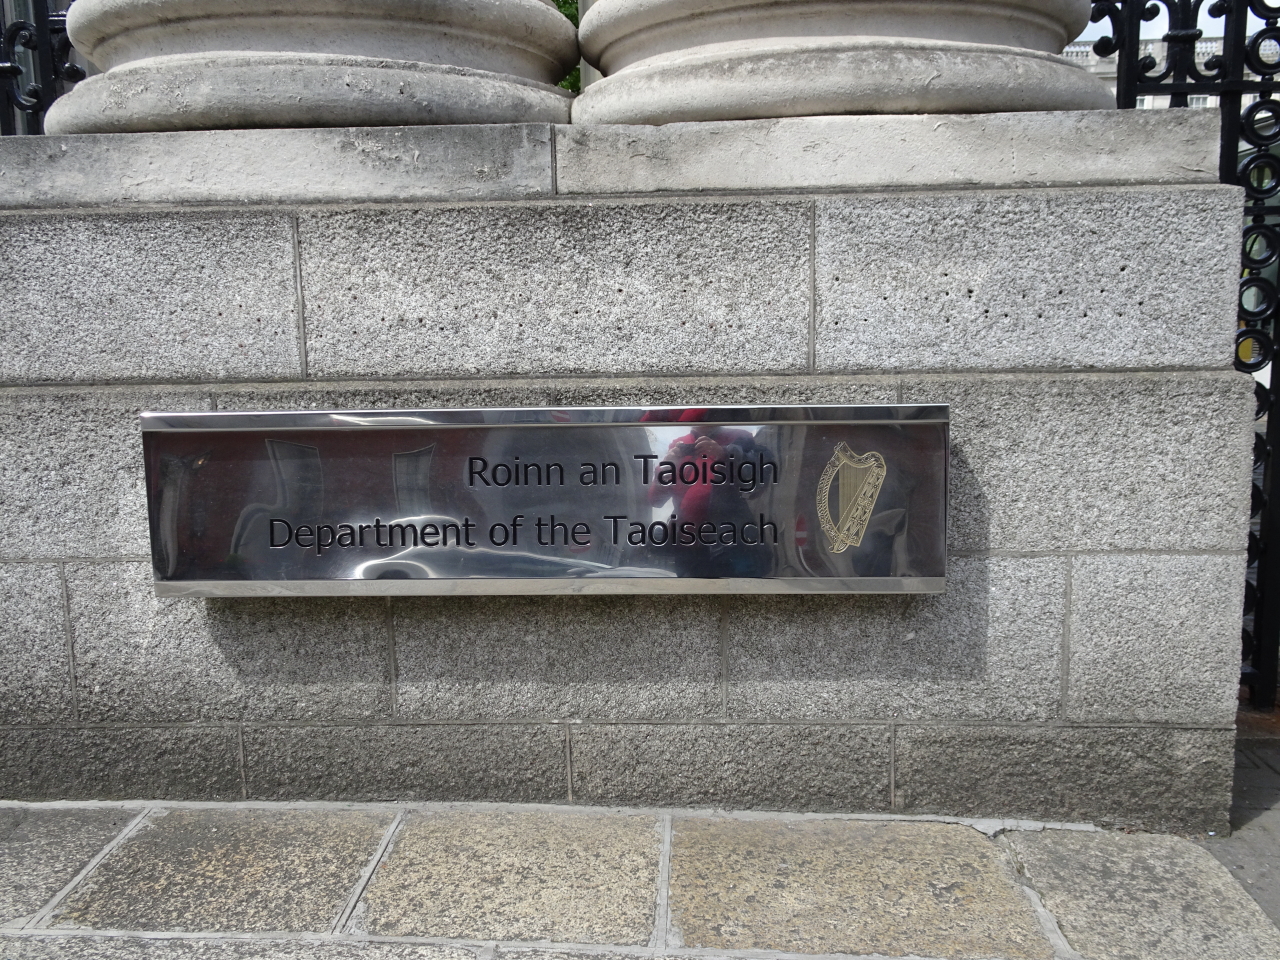 Roinn an Taoisigh
Department of the Taoiseach